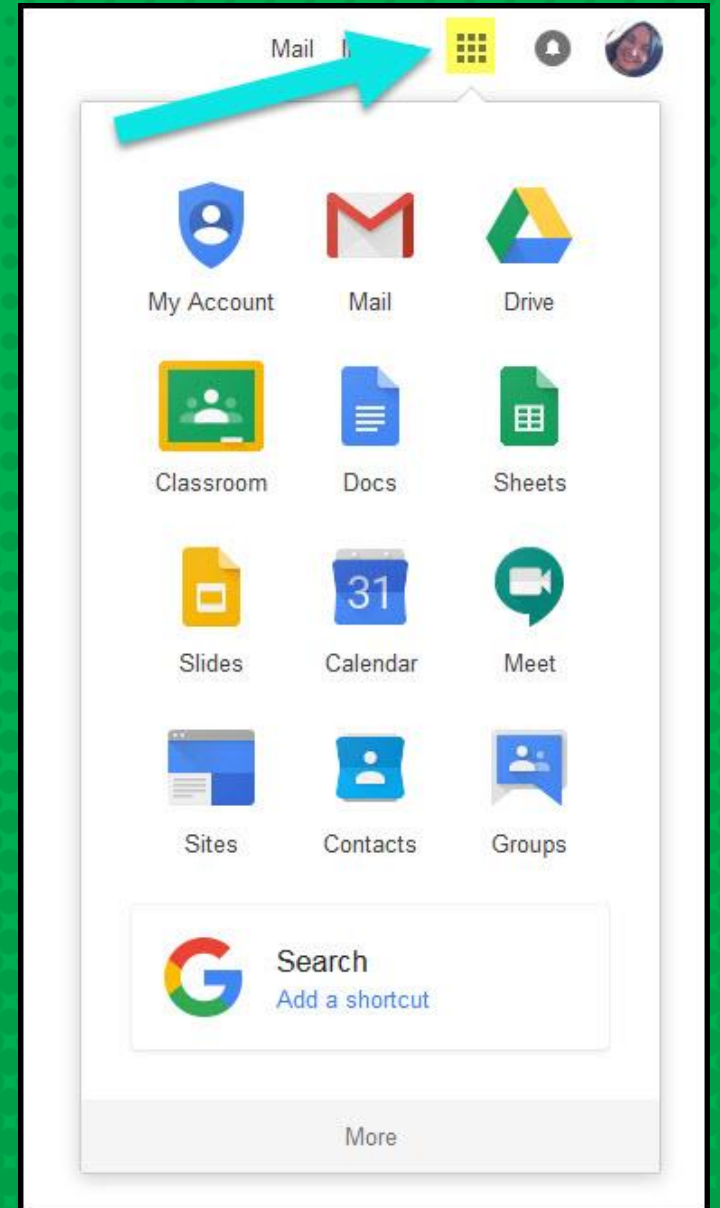 Mail
My Account Mail Drive
Classroom Docs Sheets
31
Slides Calendar Meet
Sites Contacts Groups
G
Search
Add a shortcut
More